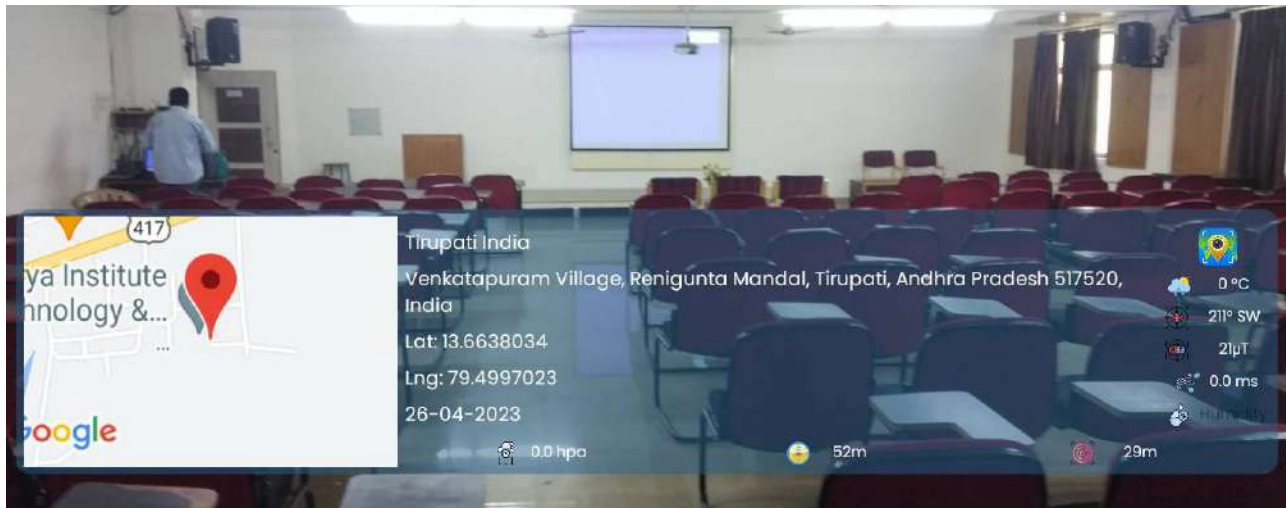 417
ya Institute
nology &...
...
Google
Tirupati India
Venkatapuram Village, Renigunta Mandal, Tirupati, Andhra Pradesh 517520,
India
Lat: 13.6638034
Lng: 79.4997023
26-04-2023
0 °C
211° SW
21µT
0.0 ms
Humidity
0.0 hpa
52m
29m